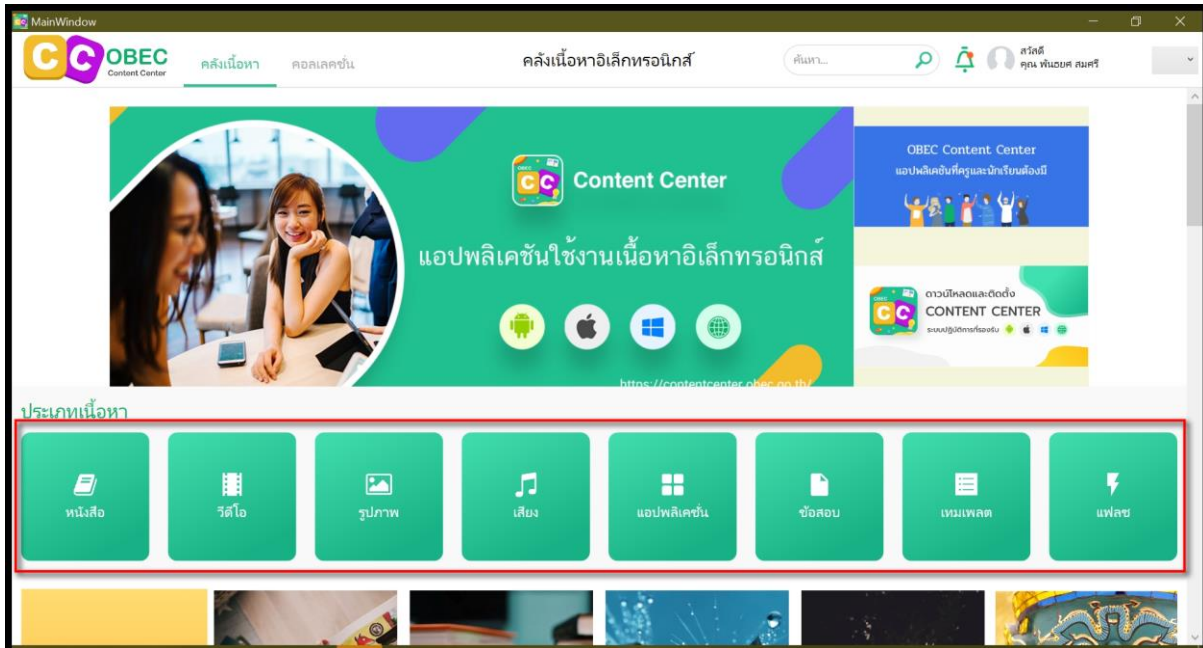 MainWindow
CC OBEC
Content Center
คลังเนื้อหา
คอลเลคชั่น
คลังเนื้อหาอิเล็กทรอนิกส์
ค้นหา...
สวัสดี
คุณ พันธยศ สมศรี
OBEC
CC
Content Center
แอปพลิเคชันใช้งานเนื้อหาอิเล็กทรอนิกส์
https://contentcenter.obec.go.th/
OBEC Content Center
แอปพลิเคชันที่ครูและนักเรียนต้องมี
OBEC
CC
ดาวน์โหลดและติดตั้ง
CONTENT CENTER
ระบบปฏิบัติการที่รองรับ
ประเภทเนื้อหา
หนังสือ
วีดีโอ
รูปภาพ
เสียง
แอปพลิเคชั่น
ข้อสอบ
เทมเพลต
แฟลช